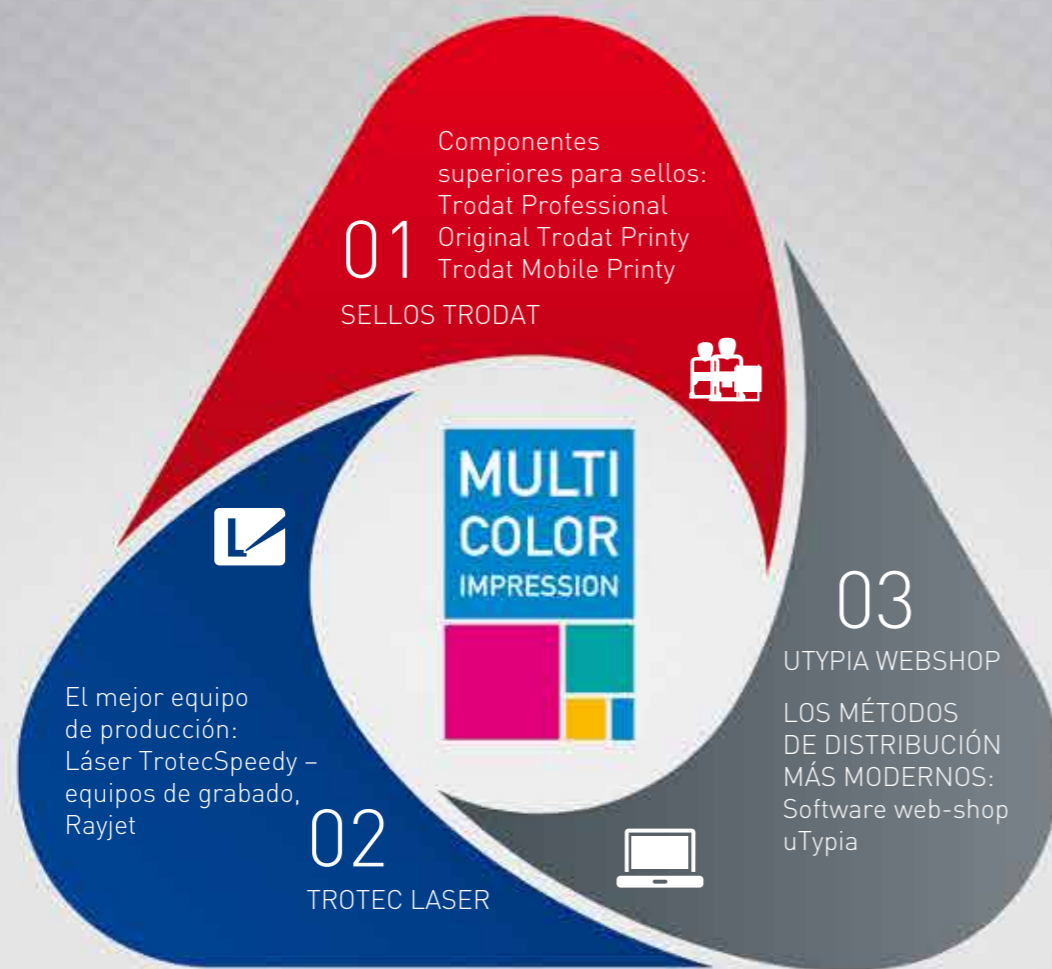 Componentes
superiores para sellos:
Trodat Professional
Original Trodat Printy
Trodat Mobile Printy
01
SELLOS TRODAT
MULTI
COLOR
IMPRESSION
L
El mejor equipo
de producción:
Láser TrotecSpeedy –
equipos de grabado,
Rayjet
02
TROTEC LASER
03
UTYPIA WEBSHOP
LOS MÉTODOS
DE DISTRIBUCIÓN
MÁS MODERNOS:
Software web-shop
uTypia